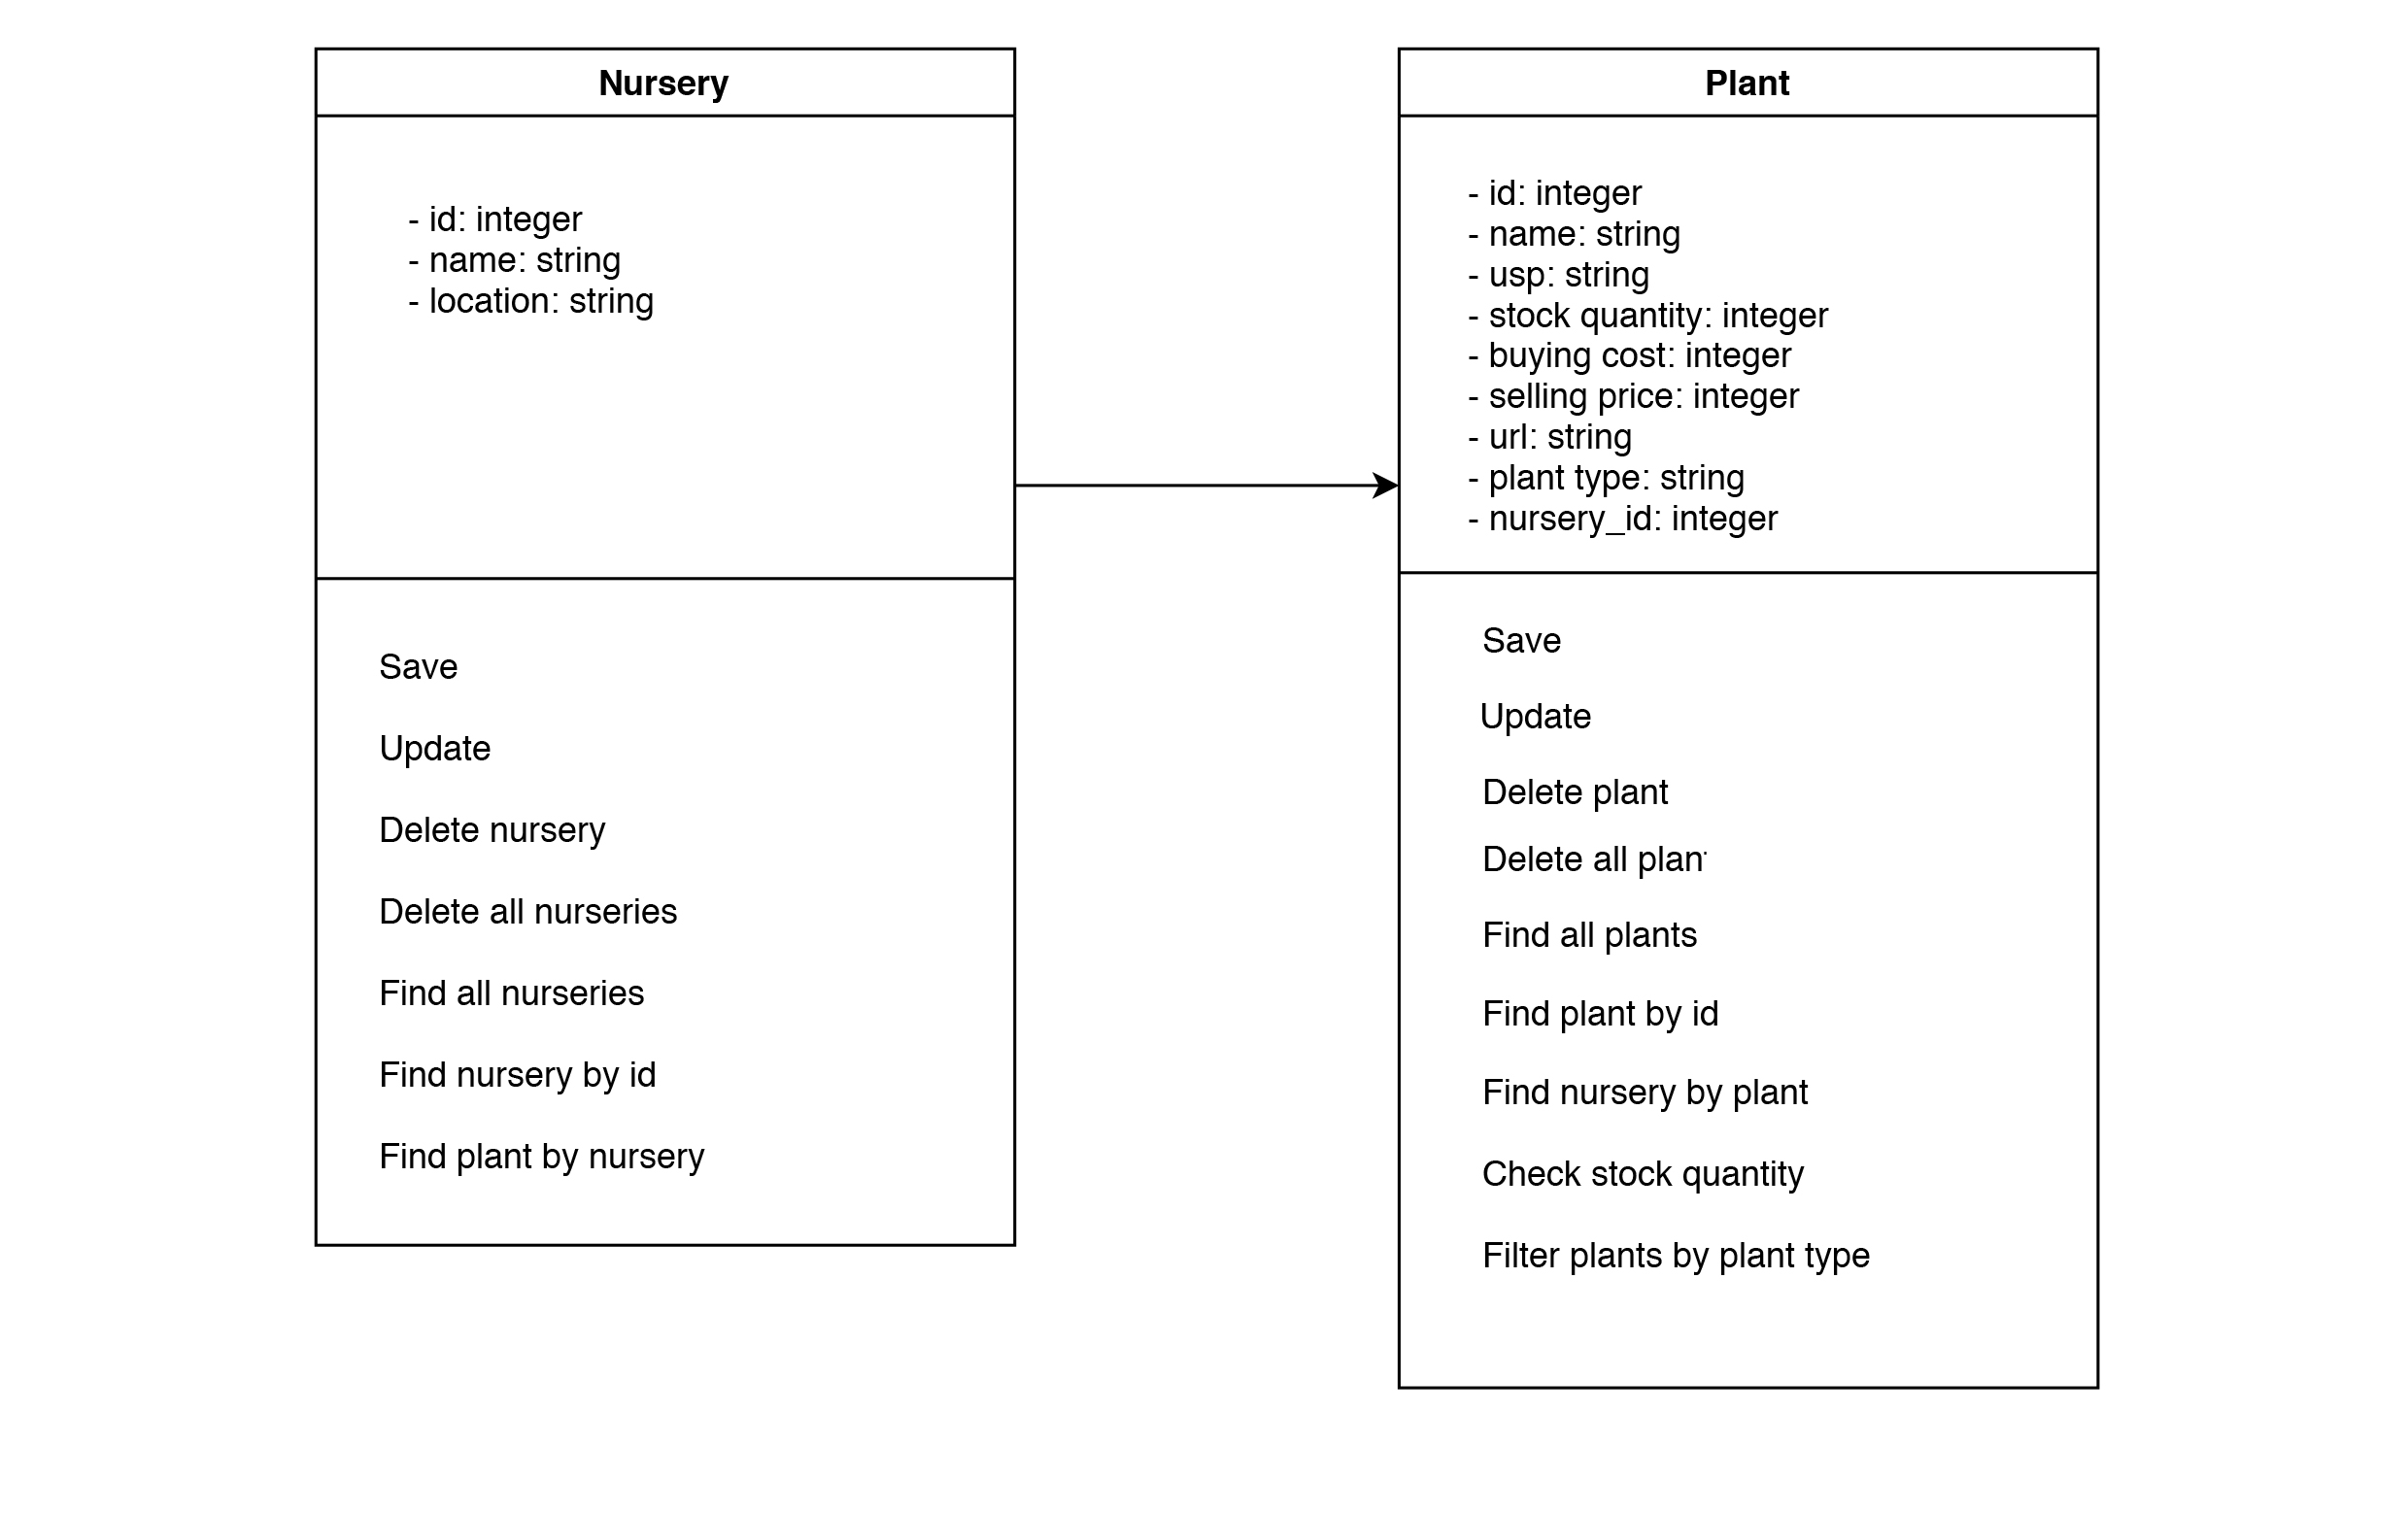 Nursery
- id: integer
- name: string
- location: string
Save
Update
Delete nursery
Delete all nurseries
Find all nurseries
Find nursery by id
Find plant by nursery
Plant
- id: integer
- name: string
- usp: string
- stock quantity: integer
- buying cost: integer
- selling price: integer
- url: string
- plant type: string
- nursery_id: integer
Save
Update
Delete plant
Delete all plan
Find all plants
Find plant by id
Find nursery by plant
Check stock quantity
Filter plants by plant type